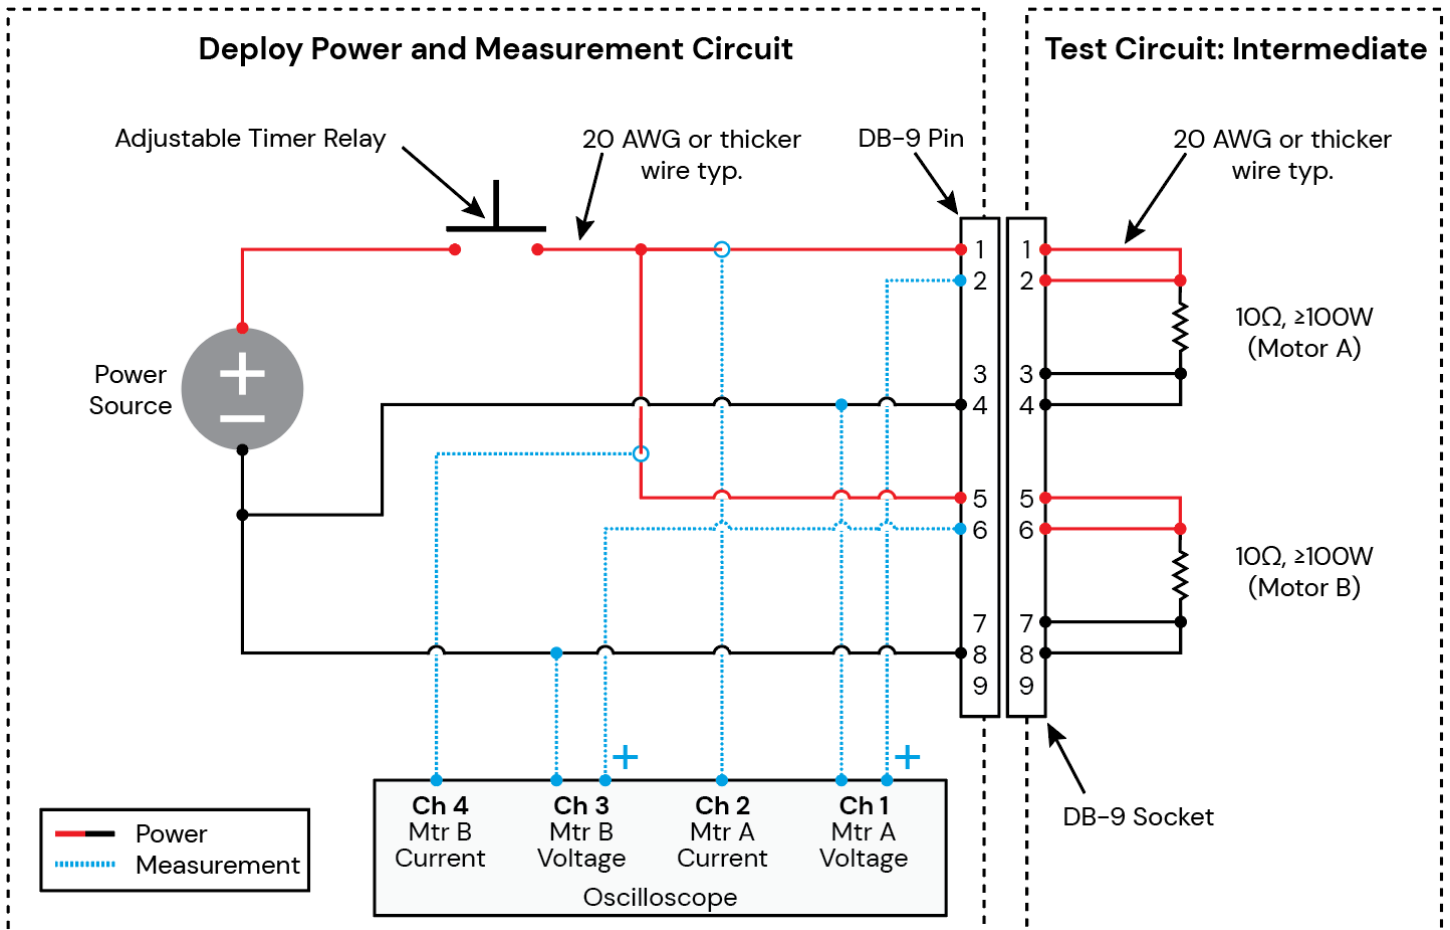 Deploy Power and Measurement Circuit
Test Circuit: Intermediate
Adjustable Timer Relay
20 AWG or thicker
wire typ.
DB-9 Pin
20 AWG or thicker
wire typ.
1
2
3
4
5
6
7
8
9
1
2
3
4
5
6
7
8
9
10Ω, ≥100W
(Motor A)
10Ω, ≥100W
(Motor B)
+
−
Power
Source
+
+
Ch 4
Mtr B
Current
Ch 3
Mtr B
Voltage
Ch 2
Mtr A
Current
Ch 1
Mtr A
Voltage
Oscilloscope
DB-9 Socket
Power
Measurement